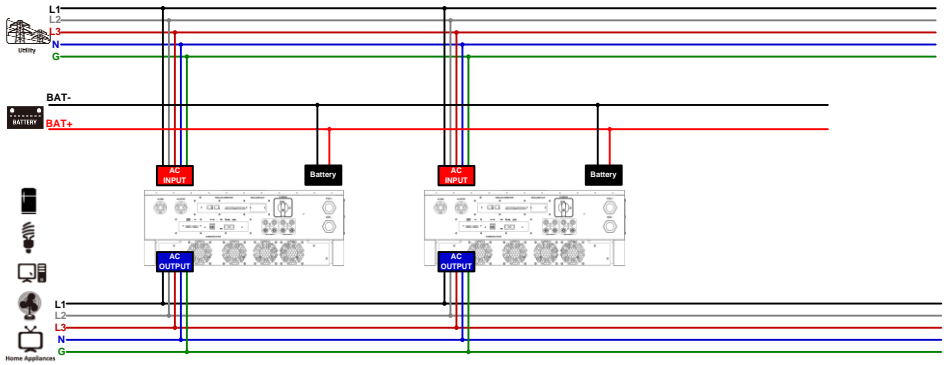 L1
L2
L3
N
G
Utility
BAT-
BATTERY
BAT+
AC
INPUT
Battery
AC
INPUT
Battery
AC
OUTPUT
AC
OUTPUT
L1
L2
L3
N
G
Home Appliances